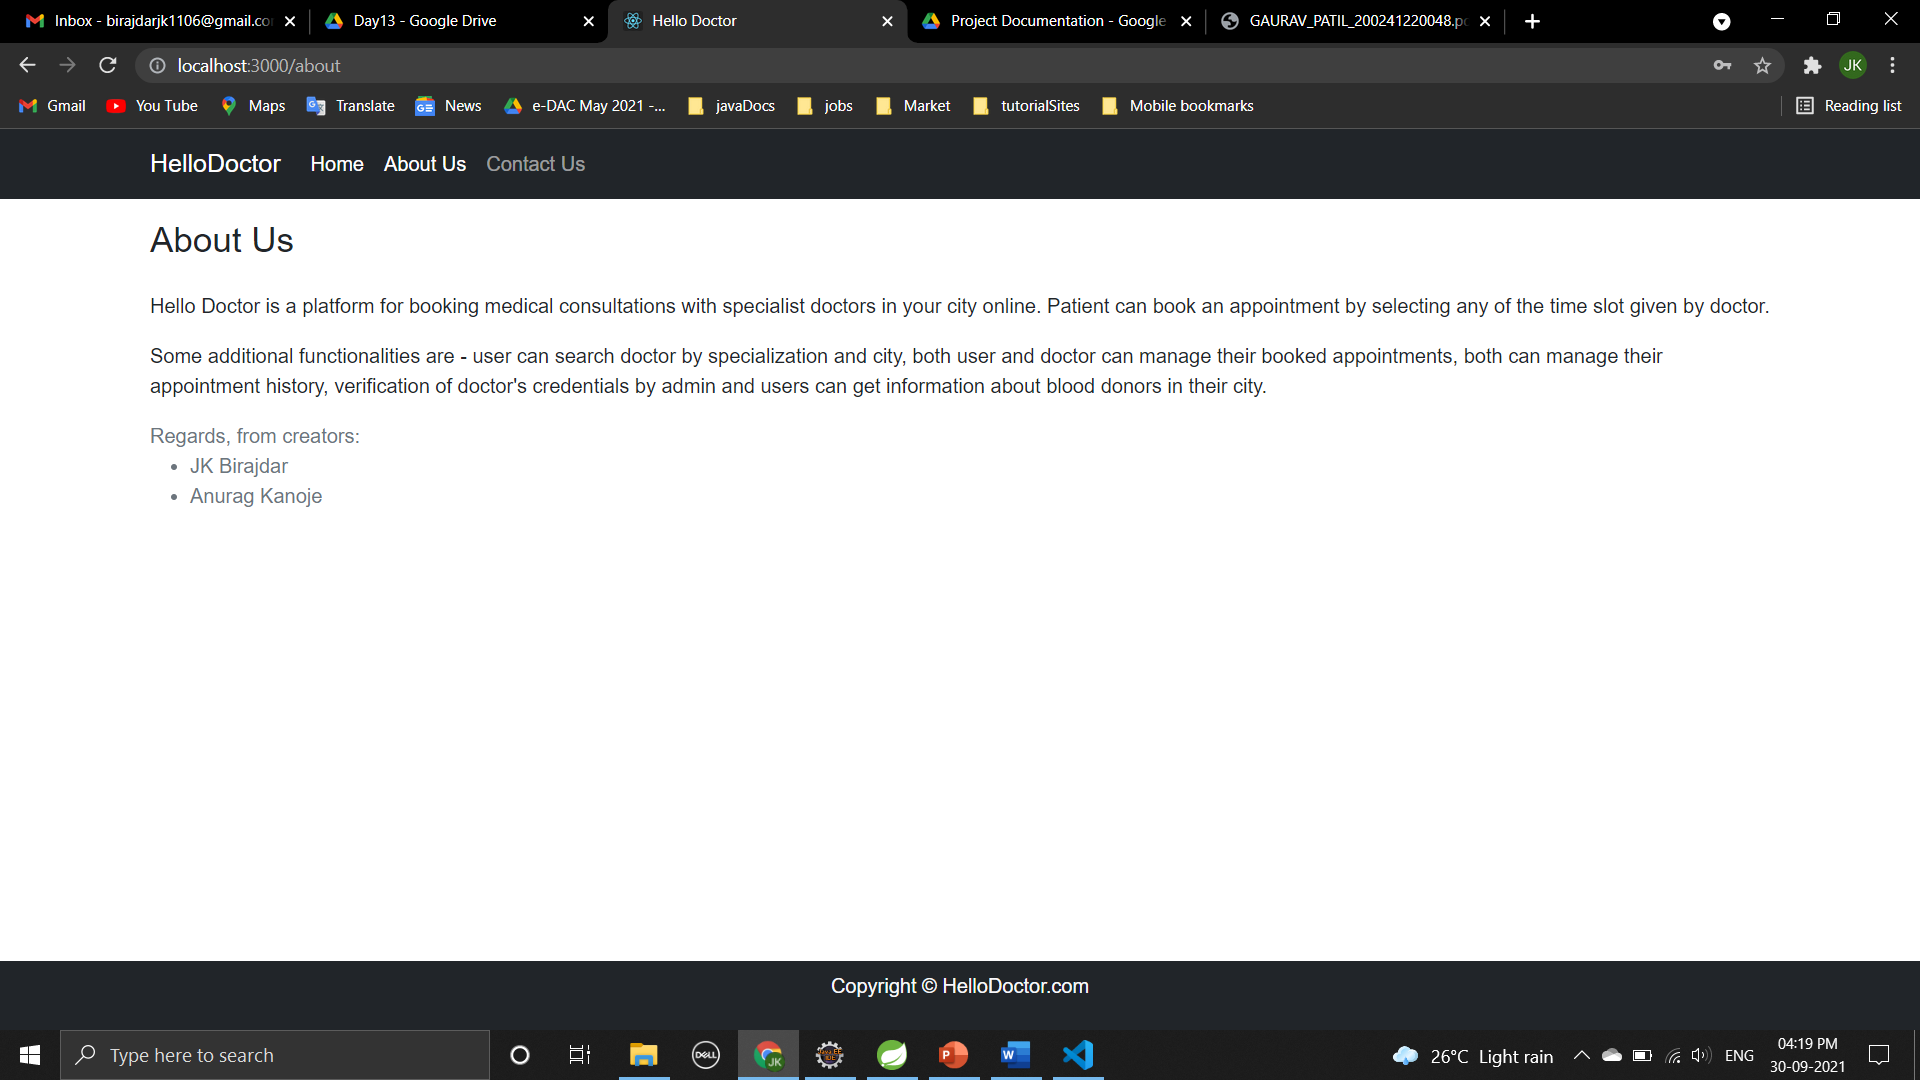 Inbox - birajdarjk1106@gmail.co
Day13 - Google Drive
Hello Doctor
Project Documentation - Google
GAURAV_PATIL_200241220048.p
localhost:3000/about
JK
Gmail
You Tube
Maps
Translate
News
e-DAC May 2021 -...
javaDocs
jobs
Market
tutorialSites
Mobile bookmarks
Reading list
HelloDoctor Home About Us Contact Us
About Us
Hello Doctor is a platform for booking medical consultations with specialist doctors in your city online. Patient can book an appointment by selecting any of the time slot given by doctor.
Some additional functionalities are - user can search doctor by specialization and city, both user and doctor can manage their booked appointments, both can manage their
appointment history, verification of doctor's credentials by admin and users can get information about blood donors in their city.
Regards, from creators:
• JK Birajdar
• Anurag Kanoje
Copyright © HelloDoctor.com
Type here to search
DELL
JK
P
W
26°C Light rain
ENG
04:19 PM
30-09-2021